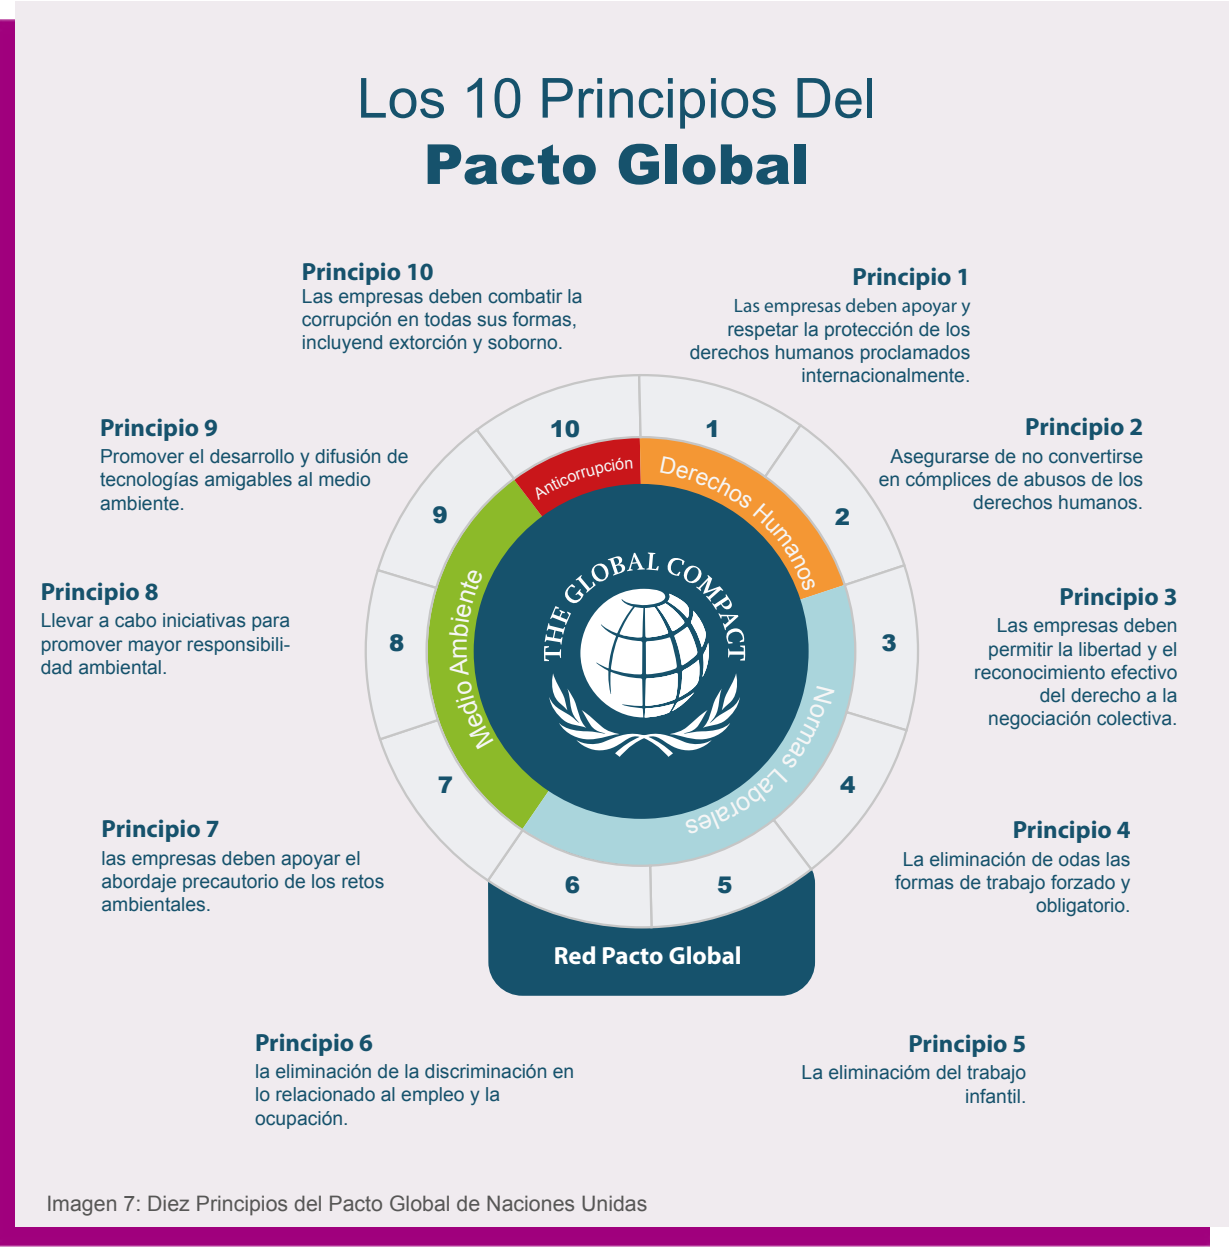 Los 10 Principios Del
Pacto Global
Principio 10
Las empresas deben combatir la
corrupción en todas sus formas,
incluyend extorción y soborno.
Principio 1
Las empresas deben apoyar y
respetar la protección de los
derechos humanos proclamados
internacionalmente.
Principio 9
Promover el desarrollo y difusión de
tecnologías amigables al medio
ambiente.
Principio 2
Asegurarse de no convertirse
en cómplices de abusos de los
derechos humanos.
Principio 8
Llevar a cabo iniciativas para
promover mayor responsibili-
dad ambiental.
Principio 3
Las empresas deben
permitir la libertad y el
reconocimiento efectivo
del derecho a la
negociación colectiva.
Principio 7
las empresas deben apoyar el
abordaje precautorio de los retos
ambientales.
Principio 4
La eliminación de odas las
formas de trabajo forzado y
obligatorio.
10
1
9
2
8
3
7
4
6
5
Anticorrupción
Derechos Humanos
Medio Ambiente
Normas Laborales
THE GLOBAL COMPACT
Red Pacto Global
Principio 6
la eliminación de la discriminación en
lo relacionado al empleo y la
ocupación.
Principio 5
La eliminacióm del trabajo
infantil.
Imagen 7: Diez Principios del Pacto Global de Naciones Unidas